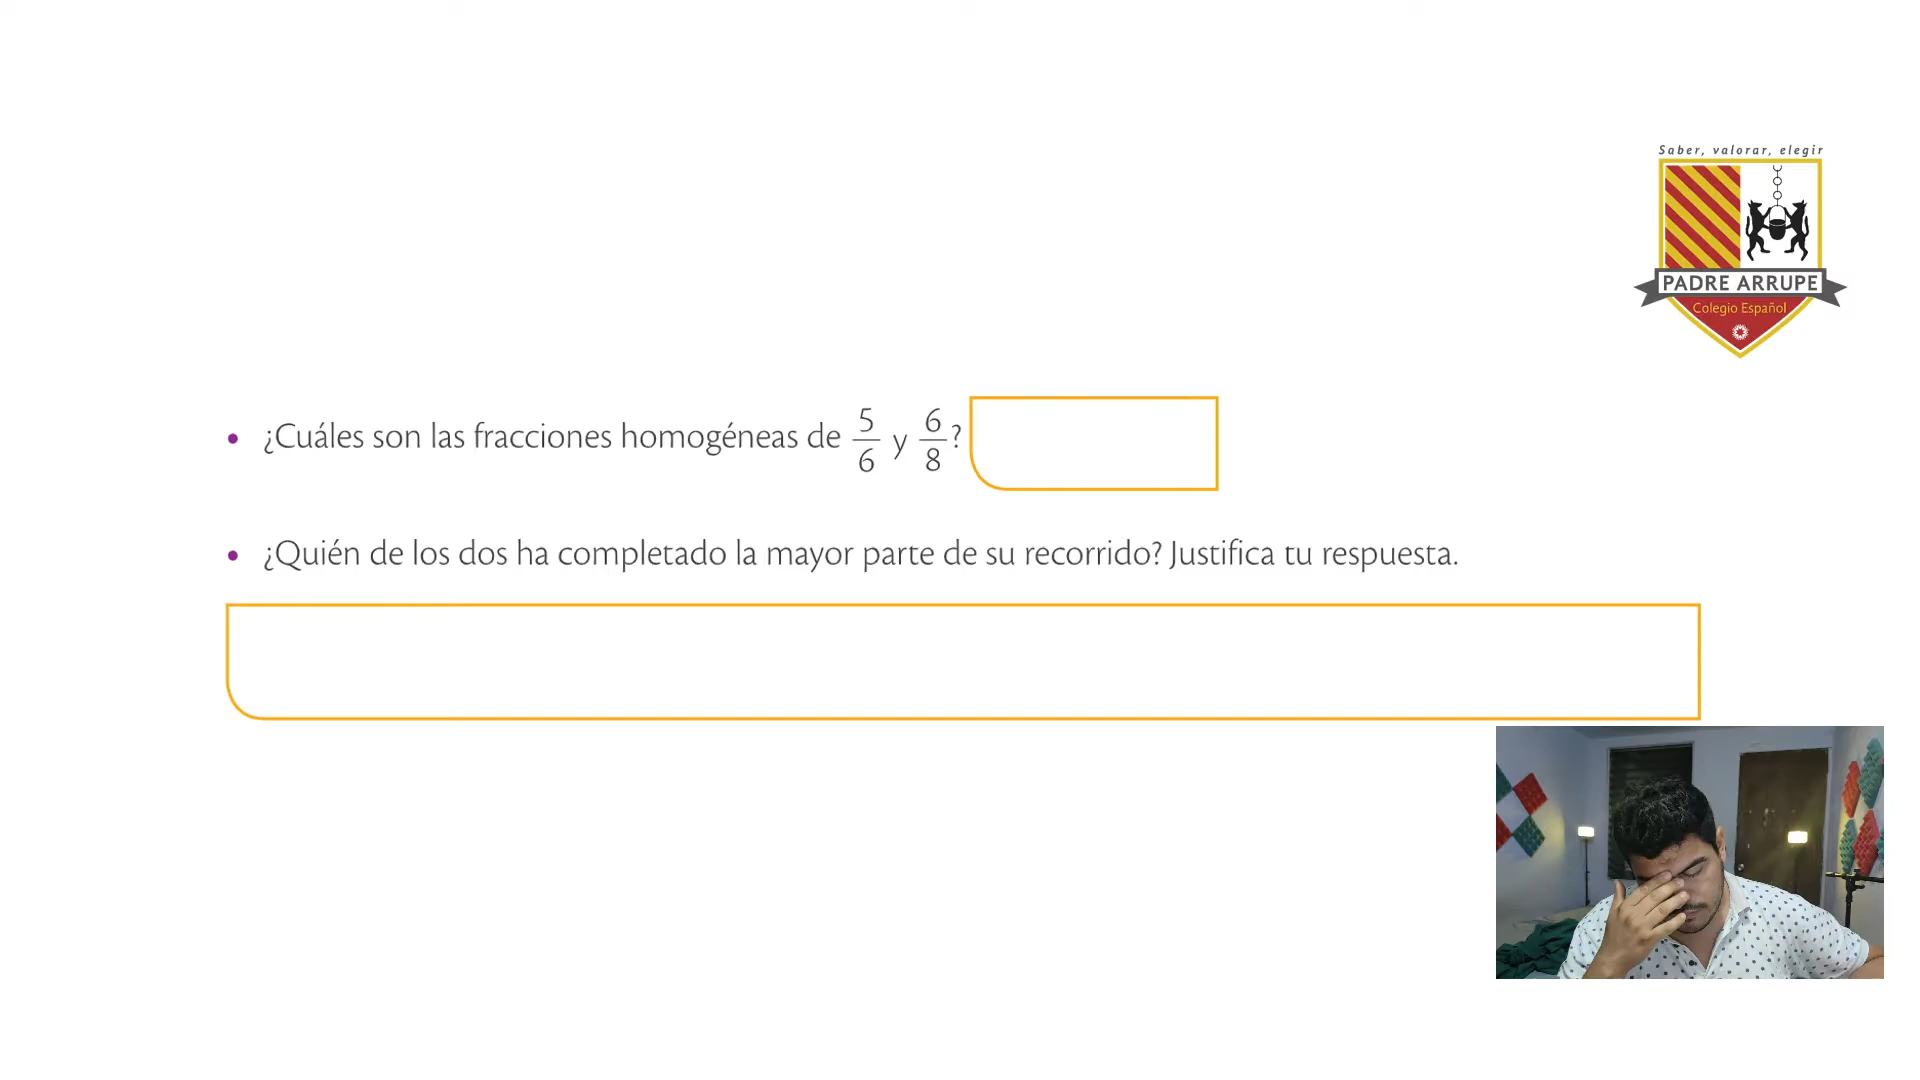 Saber, valorar, elegir
PADRE ARRUPE
Colegio Español
• ¿Cuáles son las fracciones homogéneas de 5/6 y 6/8?
• ¿Quién de los dos ha completado la mayor parte de su recorrido? Justifica tu respuesta.